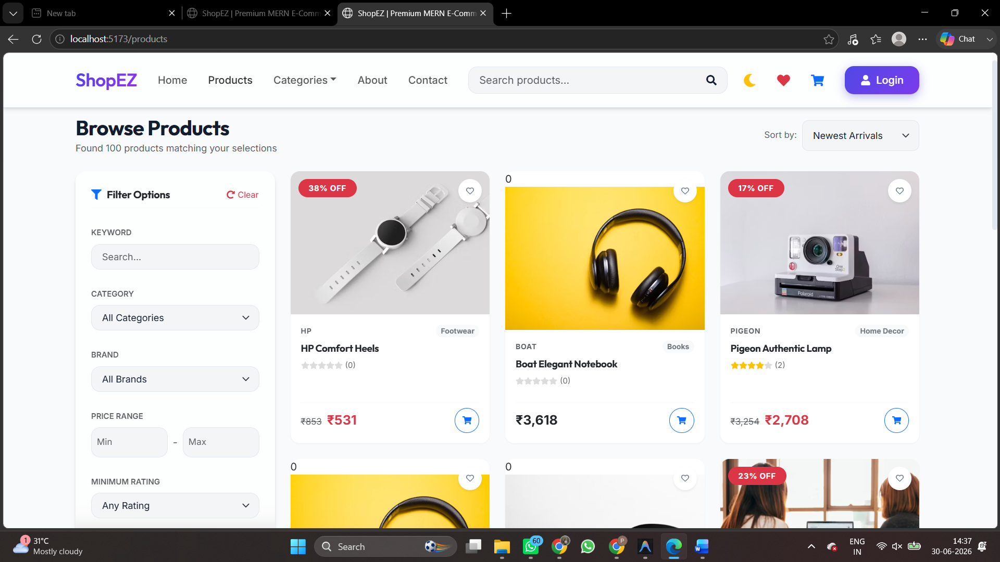 New tab
ShopEZ | Premium MERN E-Comm
ShopEZ | Premium MERN E-Comm
localhost:5173/products
Chat
ShopEZ
Home
Products
Categories
About
Contact
Search products...
Login
Browse Products
Found 100 products matching your selections
Sort by:
Newest Arrivals
Filter Options
Clear
KEYWORD
Search...
CATEGORY
All Categories
BRAND
All Brands
PRICE RANGE
Min
-
Max
MINIMUM RATING
Any Rating
38% OFF
HP
Footwear
HP Comfort Heels
(0)
₹853 ₹531
0
BOAT
Books
Boat Elegant Notebook
(0)
₹3,618
17% OFF
One
Step
Polaroid
PIGEON
Home Decor
Pigeon Authentic Lamp
(2)
₹3,254 ₹2,708
0
0
23% OFF
1
31°C
Mostly cloudy
Search
60
P
W
ENG
IN
14:37
30-06-2026